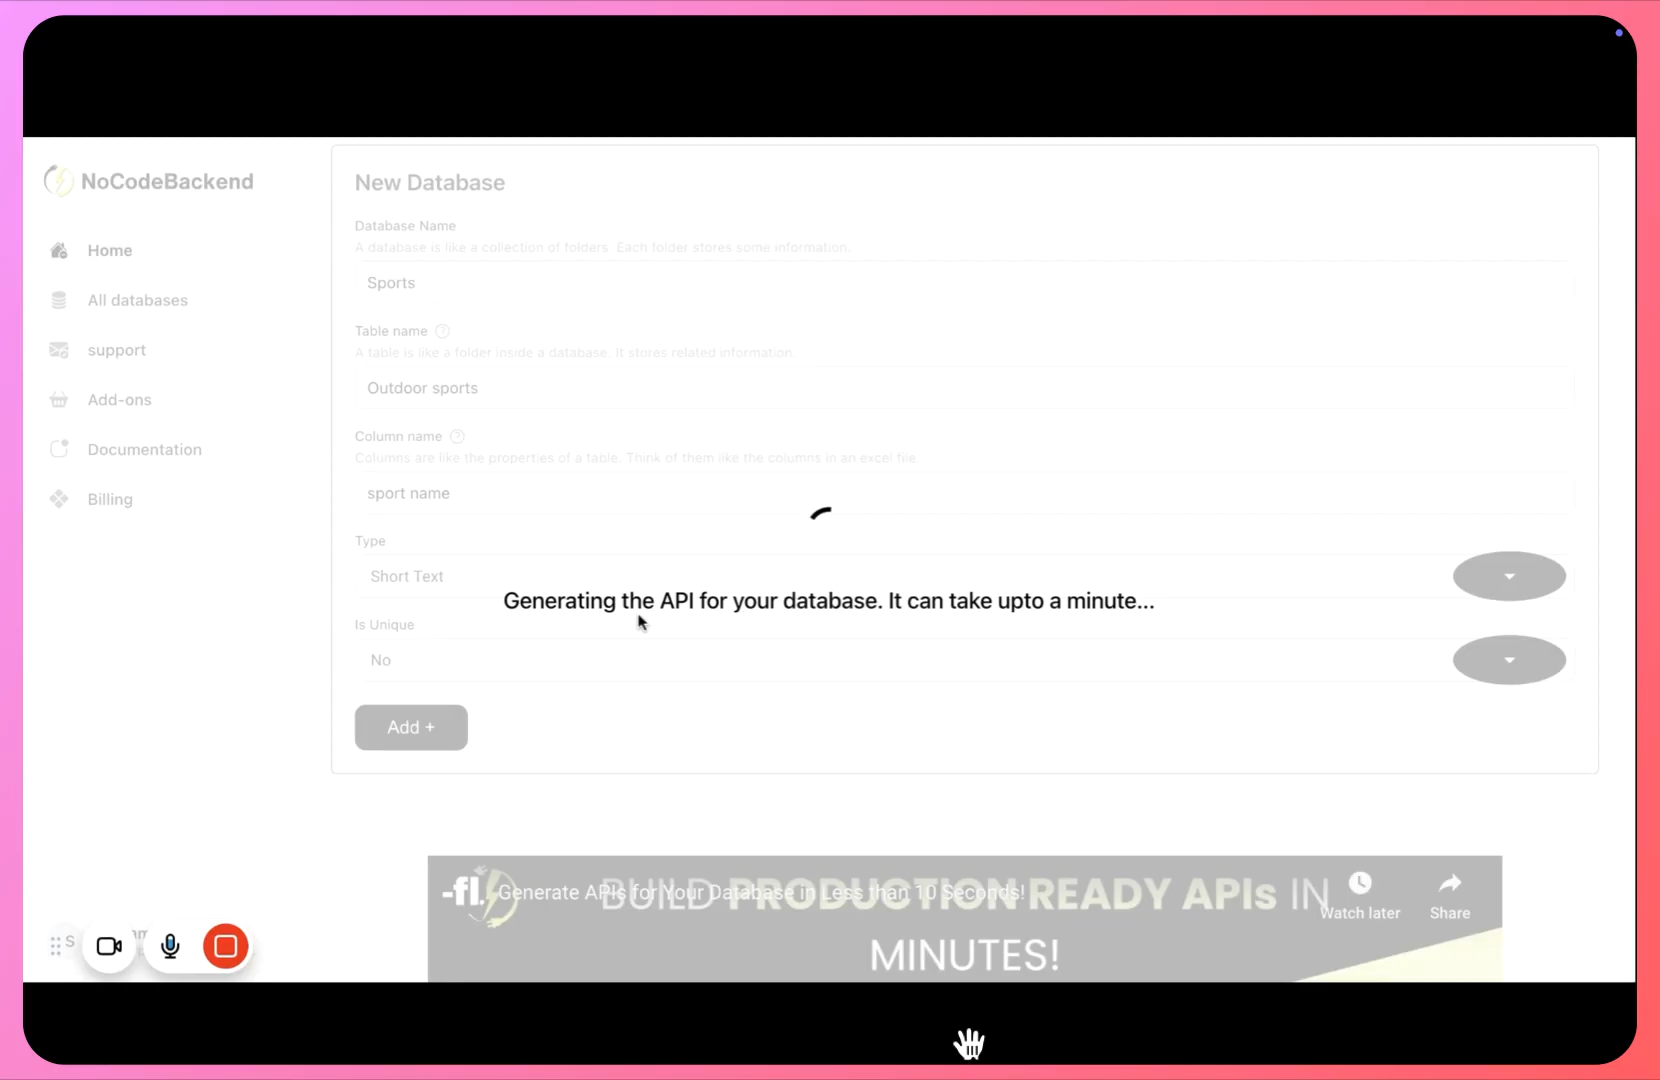 NoCodeBackend
Home
All databases
support
Add-ons
Documentation
Billing
New Database
Database Name
A database is like a collection of folders. Each folder stores some information.
Sports
Table name
A table is like a folder inside a database. It stores related information.
Outdoor sports
Column name
Columns are like the properties of a table. Think of them like the columns in an excel file.
sport name
Type
Short Text
Generating the API for your database. It can take upto a minute...
Is Unique
No
Add +
-fl.
Generate APIs for Your Database in Less than 10 Seconds!
BUILD PRODUCTION READY APIs IN
MINUTES!
Watch later
Share
S